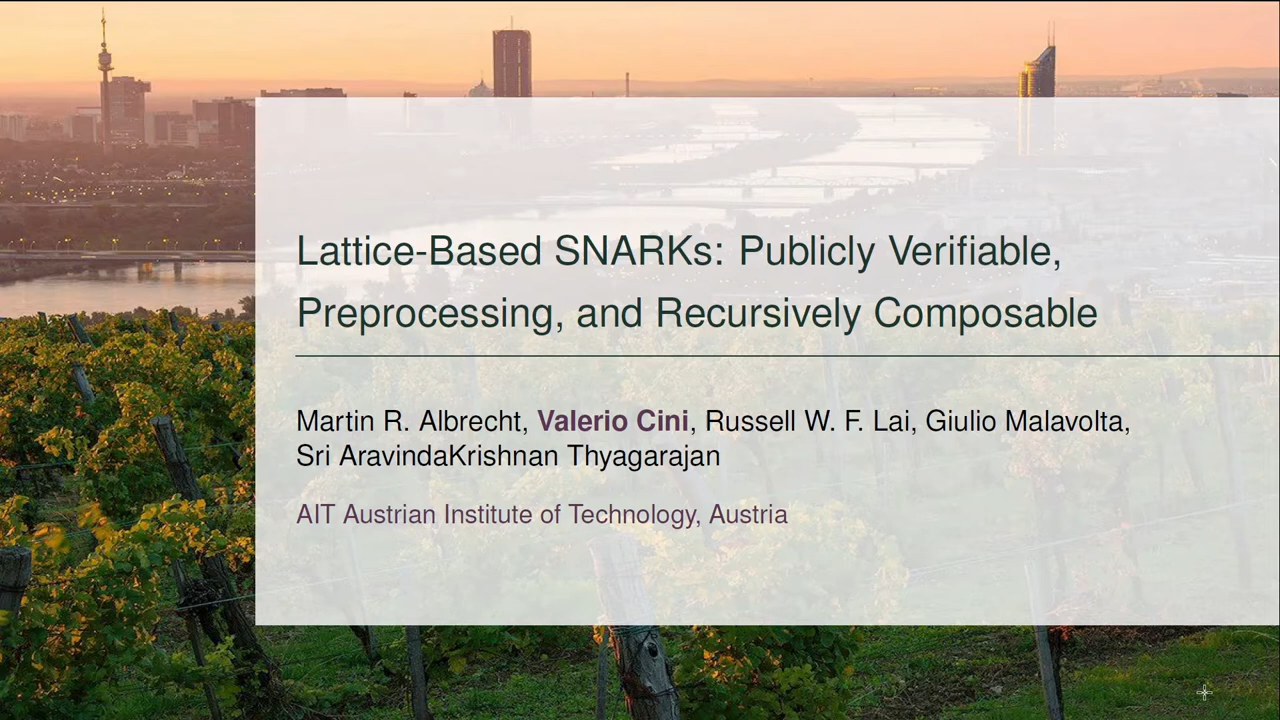 Lattice-Based SNARKs: Publicly Verifiable,
Preprocessing, and Recursively Composable
Martin R. Albrecht, Valerio Cini, Russell W. F. Lai, Giulio Malavolta,
Sri AravindaKrishnan Thyagarajan
AIT Austrian Institute of Technology, Austria